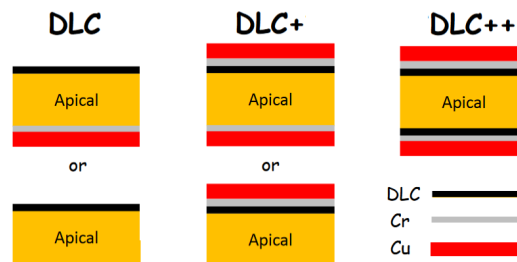 DLC DLC+ DLC++
Apical Apical Apical
or or
Apical Apical
DLC
Cr
Cu